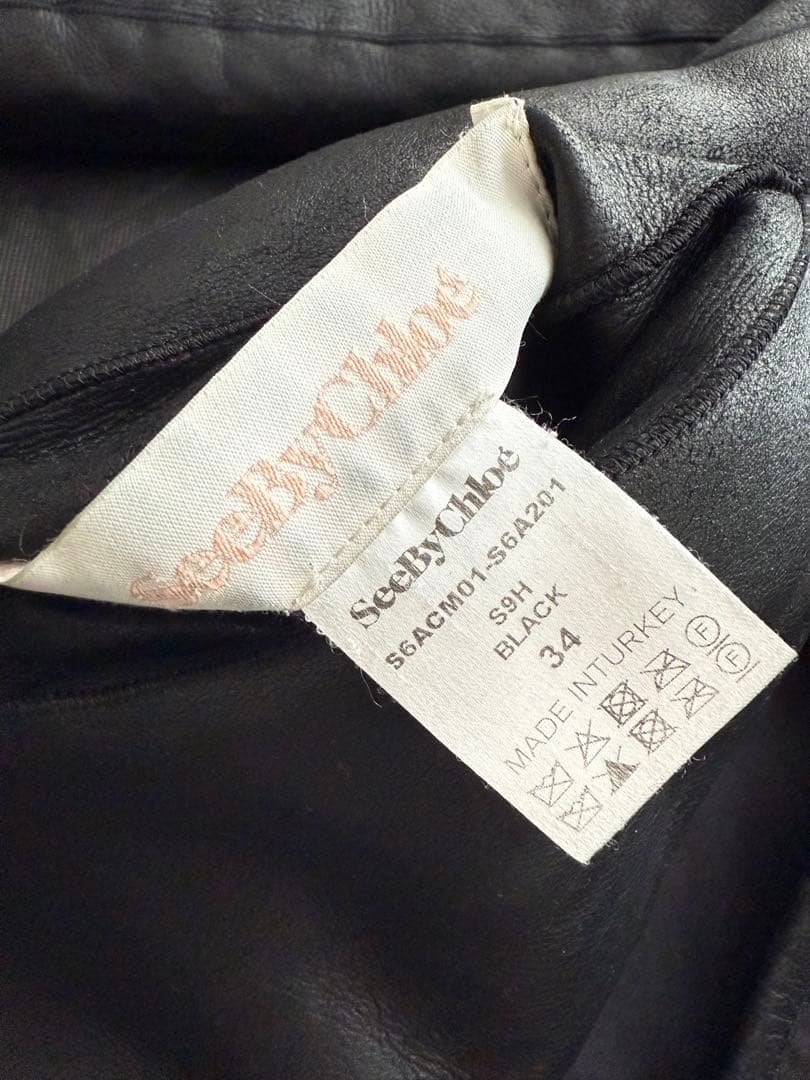 SeeByChloé
SeeByChloé
S6ACM01-S6A201
S9H
BLACK
34
MADE INTURKEY
F
F